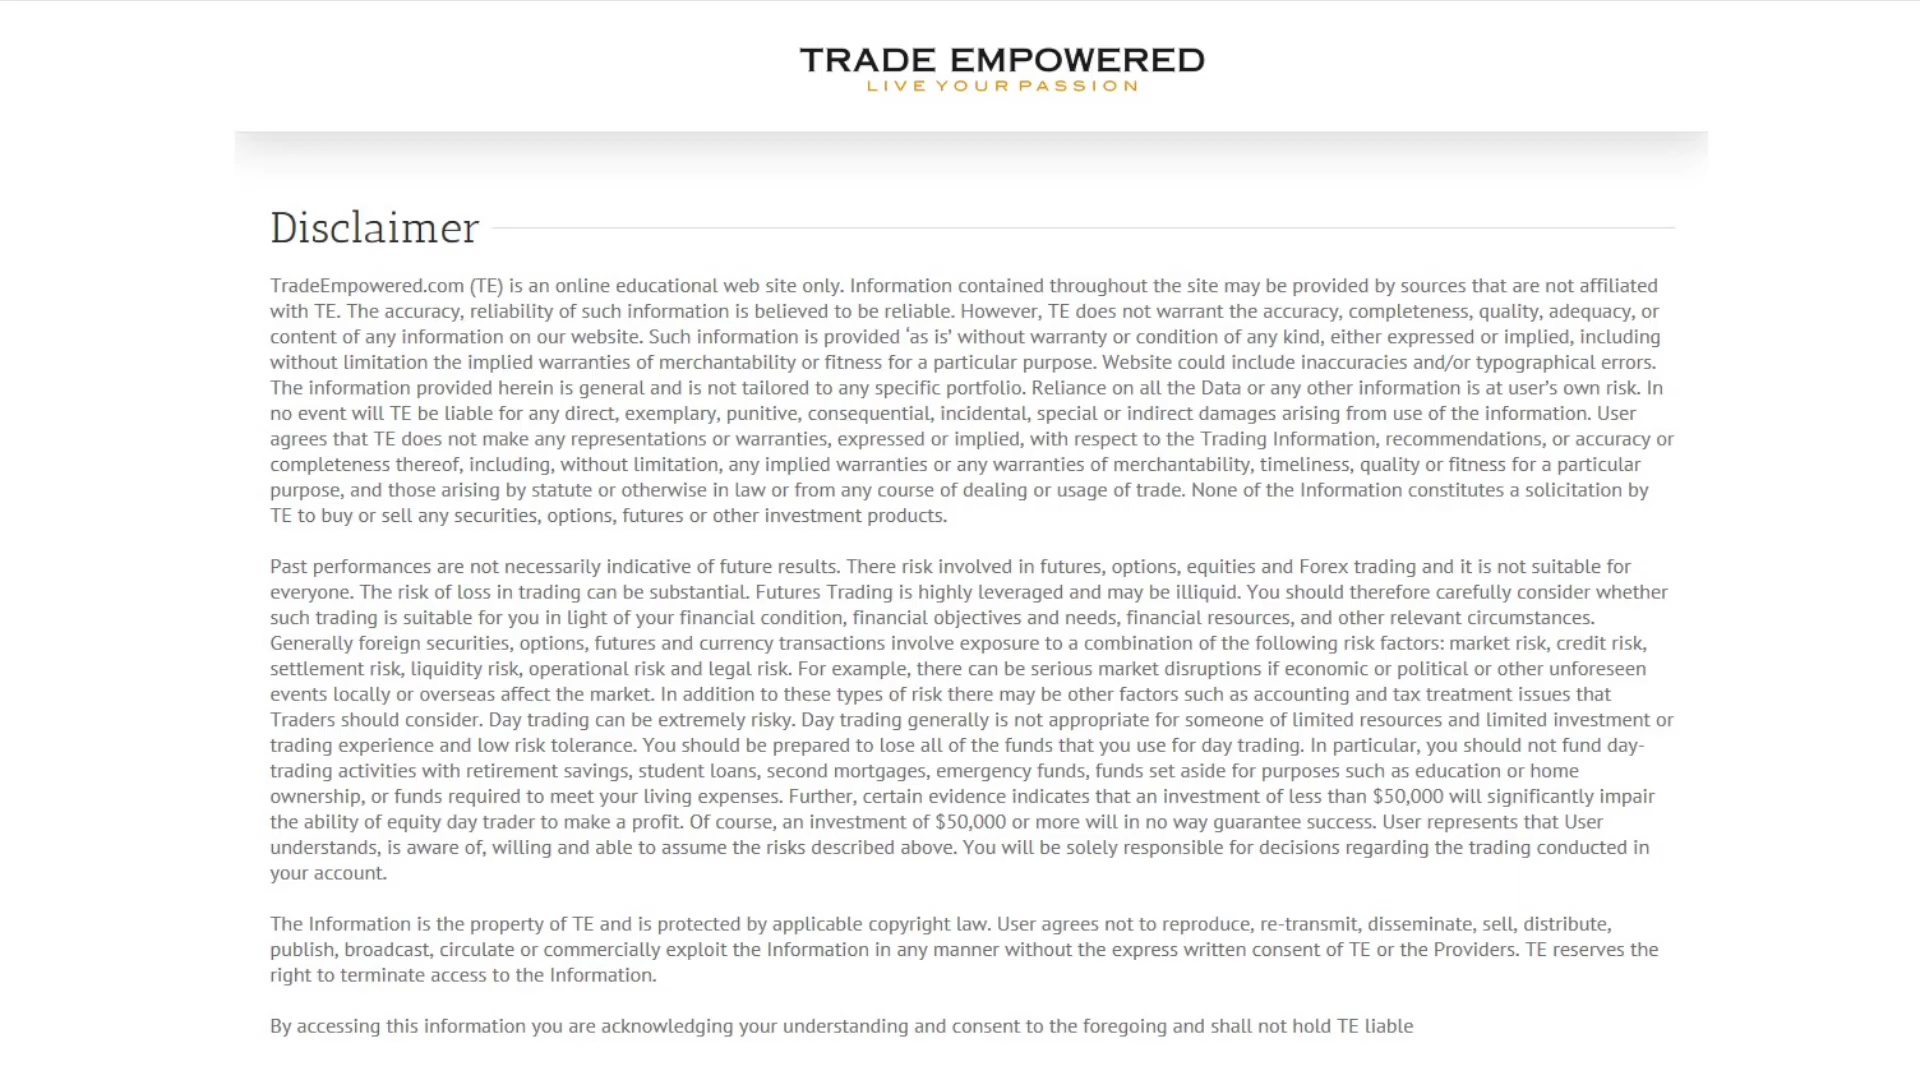 TRADE EMPOWERED
LIVE YOUR PASSION
Disclaimer
TradeEmpowered.com (TE) is an online educational web site only. Information contained throughout the site may be provided by sources that are not affiliated
with TE. The accuracy, reliability of such information is believed to be reliable. However, TE does not warrant the accuracy, completeness, quality, adequacy, or
content of any information on our website. Such information is provided ‘as is’ without warranty or condition of any kind, either expressed or implied, including
without limitation the implied warranties of merchantability or fitness for a particular purpose. Website could include inaccuracies and/or typographical errors.
The information provided herein is general and is not tailored to any specific portfolio. Reliance on all the Data or any other information is at user’s own risk. In
no event will TE be liable for any direct, exemplary, punitive, consequential, incidental, special or indirect damages arising from use of the information. User
agrees that TE does not make any representations or warranties, expressed or implied, with respect to the Trading Information, recommendations, or accuracy or
completeness thereof, including, without limitation, any implied warranties or any warranties of merchantability, timeliness, quality or fitness for a particular
purpose, and those arising by statute or otherwise in law or from any course of dealing or usage of trade. None of the Information constitutes a solicitation by
TE to buy or sell any securities, options, futures or other investment products.
Past performances are not necessarily indicative of future results. There risk involved in futures, options, equities and Forex trading and it is not suitable for
everyone. The risk of loss in trading can be substantial. Futures Trading is highly leveraged and may be illiquid. You should therefore carefully consider whether
such trading is suitable for you in light of your financial condition, financial objectives and needs, financial resources, and other relevant circumstances.
Generally foreign securities, options, futures and currency transactions involve exposure to a combination of the following risk factors: market risk, credit risk,
settlement risk, liquidity risk, operational risk and legal risk. For example, there can be serious market disruptions if economic or political or other unforeseen
events locally or overseas affect the market. In addition to these types of risk there may be other factors such as accounting and tax treatment issues that
Traders should consider. Day trading can be extremely risky. Day trading generally is not appropriate for someone of limited resources and limited investment or
trading experience and low risk tolerance. You should be prepared to lose all of the funds that you use for day trading. In particular, you should not fund day-
trading activities with retirement savings, student loans, second mortgages, emergency funds, funds set aside for purposes such as education or home
ownership, or funds required to meet your living expenses. Further, certain evidence indicates that an investment of less than $50,000 will significantly impair
the ability of equity day trader to make a profit. Of course, an investment of $50,000 or more will in no way guarantee success. User represents that User
understands, is aware of, willing and able to assume the risks described above. You will be solely responsible for decisions regarding the trading conducted in
your account.
The Information is the property of TE and is protected by applicable copyright law. User agrees not to reproduce, re-transmit, disseminate, sell, distribute,
publish, broadcast, circulate or commercially exploit the Information in any manner without the express written consent of TE or the Providers. TE reserves the
right to terminate access to the Information.
By accessing this information you are acknowledging your understanding and consent to the foregoing and shall not hold TE liable